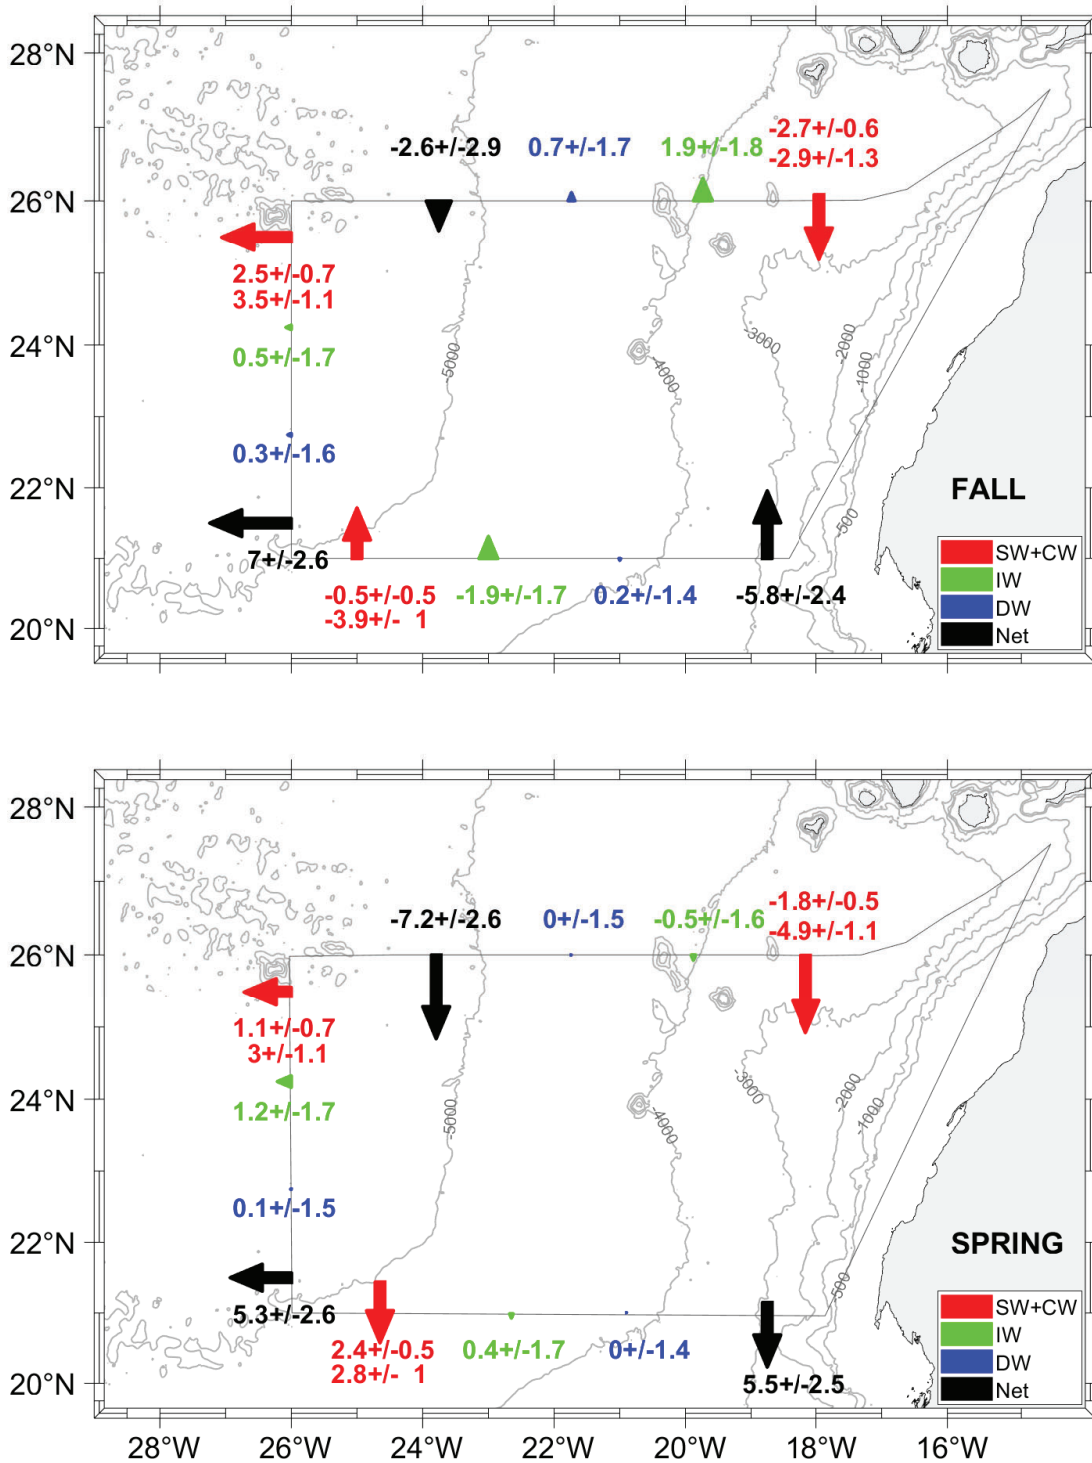 28°N
-2.6+/-2.9
0.7+/-1.7
1.9+/-1.8
-2.7+/-0.6
-2.9+/-1.3
26°N
2.5+/-0.7
3.5+/-1.1
24°N
0.5+/-1.7
-5000
-4000
-3000
-2000
-1000
0.3+/-1.6
22°N
7+/-2.6
-500
FALL
-0.5+/-0.5
-3.9+/- 1
-1.9+/-1.7
0.2+/-1.4
-5.8+/-2.4
20°N
SW+CW
IW
DW
Net
28°N
-7.2+/-2.6
0+/-1.5
-0.5+/-1.6
-1.8+/-0.5
-4.9+/-1.1
26°N
1.1+/-0.7
3+/-1.1
24°N
1.2+/-1.7
-5000
-4000
-3000
-2000
-1000
0.1+/-1.5
22°N
5.3+/-2.6
-500
SPRING
2.4+/-0.5
2.8+/- 1
0.4+/-1.7
0+/-1.4
5.5+/-2.5
20°N
SW+CW
IW
DW
Net
28°W
26°W
24°W
22°W
20°W
18°W
16°W